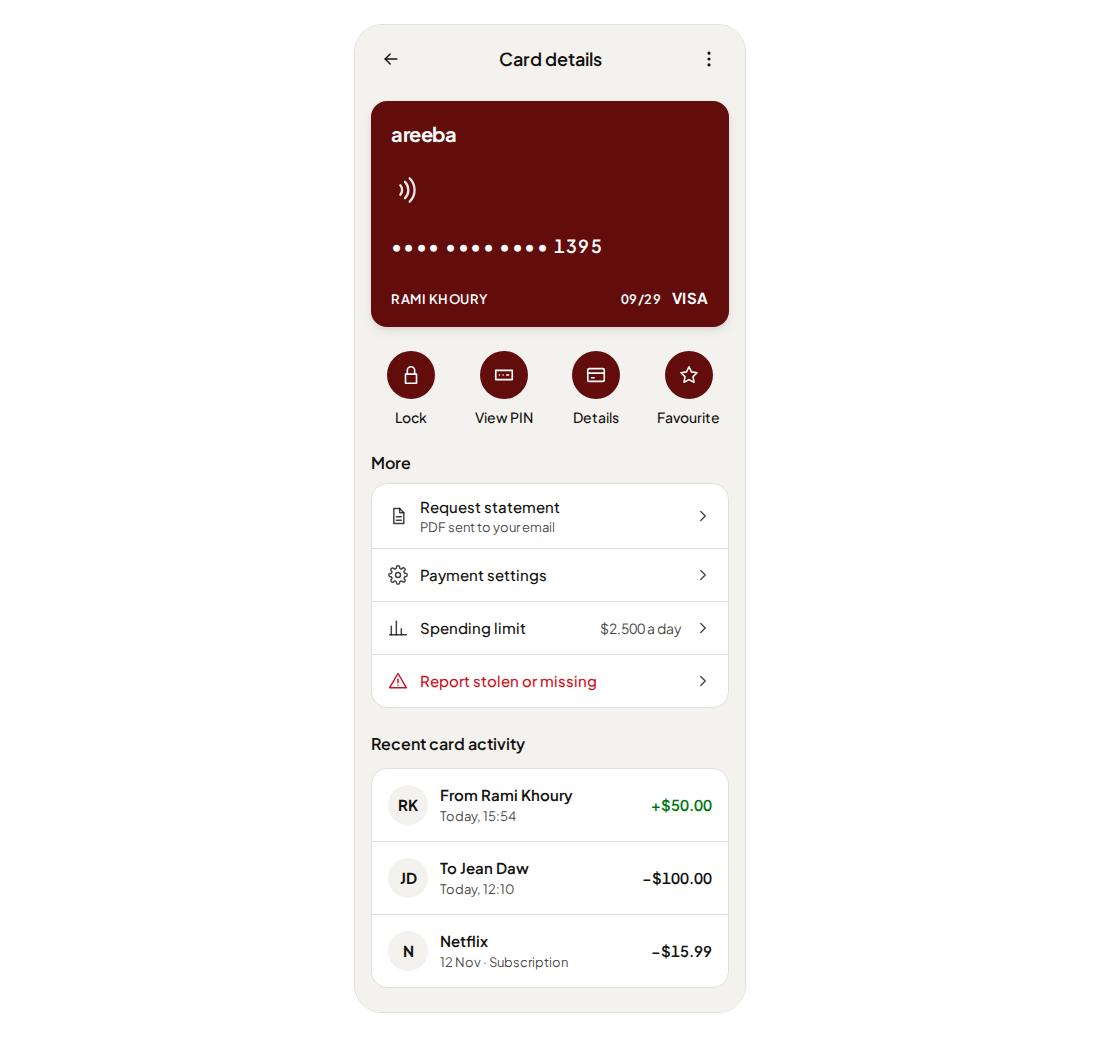 Card details
areeba
•••• •••• •••• 1395
RAMI KHOURY 09/29 VISA
Lock View PIN Details Favourite
More
Request statement
PDF sent to your email
Payment settings
Spending limit $2,500 a day
Report stolen or missing
Recent card activity
RK From Rami Khoury +$50.00
Today, 15:54
JD To Jean Daw −$100.00
Today, 12:10
N Netflix −$15.99
12 Nov · Subscription